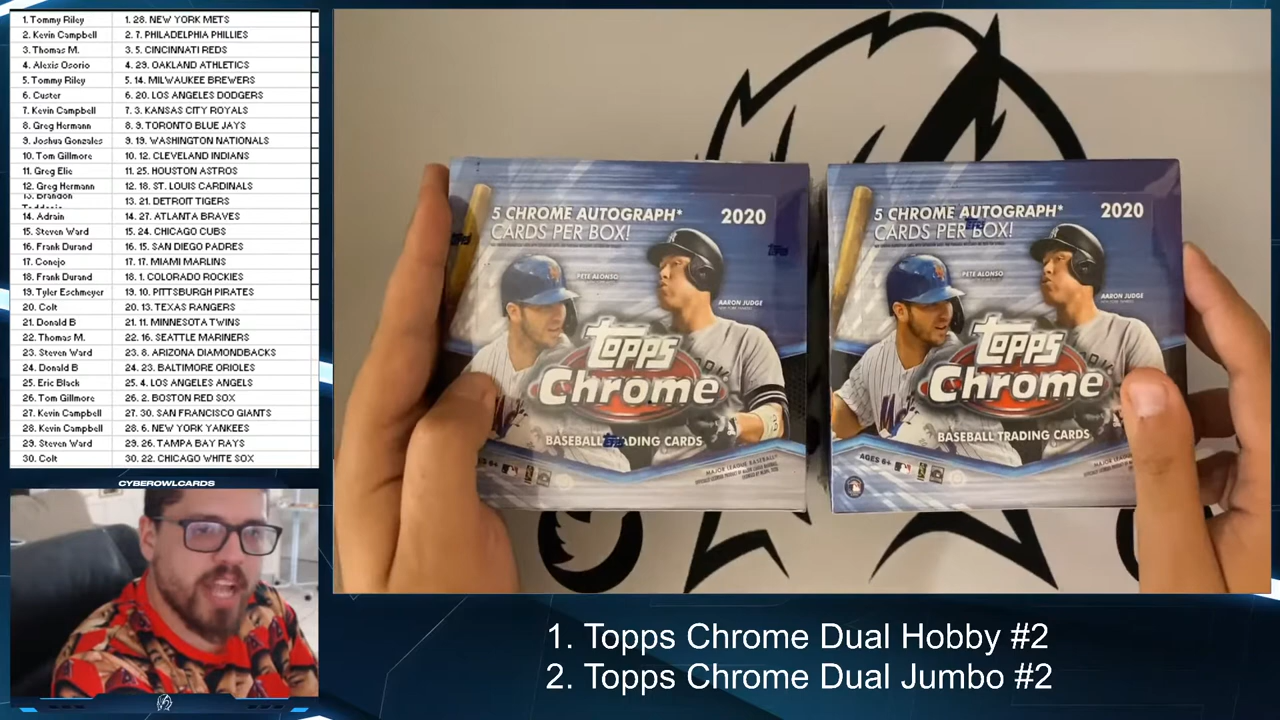 1. Tommy Riley 1. 28. NEW YORK METS
2. Kevin Campbell 2. 7. PHILADELPHIA PHILLIES
3. Thomas M. 3. 5. CINCINNATI REDS
4. Alexis Osorio 4. 29. OAKLAND ATHLETICS
5. Tommy Riley 5. 14. MILWAUKEE BREWERS
6. Custer 6. 20. LOS ANGELES DODGERS
7. Kevin Campbell 7. 3. KANSAS CITY ROYALS
8. Greg Hermann 8. 9. TORONTO BLUE JAYS
9. Joshua Gonzales 9. 19. WASHINGTON NATIONALS
10. Tom Gillmore 10. 12. CLEVELAND INDIANS
11. Greg Elie 11. 25. HOUSTON ASTROS
12. Greg Hermann 12. 18. ST. LOUIS CARDINALS
13. Brandon 13. 21. DETROIT TIGERS
14. Adrain 14. 27. ATLANTA BRAVES
15. Steven Ward 15. 24. CHICAGO CUBS
16. Frank Durand 16. 15. SAN DIEGO PADRES
17. Conejo 17. 17. MIAMI MARLINS
18. Frank Durand 18. 1. COLORADO ROCKIES
19. Tyler Eschmeyer 19. 10. PITTSBURGH PIRATES
20. Colt 20. 13. TEXAS RANGERS
21. Donald B 21. 11. MINNESOTA TWINS
22. Thomas M. 22. 16. SEATTLE MARINERS
23. Steven Ward 23. 8. ARIZONA DIAMONDBACKS
24. Donald B 24. 23. BALTIMORE ORIOLES
25. Eric Black 25. 4. LOS ANGELES ANGELS
26. Tom Gillmore 26. 2. BOSTON RED SOX
27. Kevin Campbell 27. 30. SAN FRANCISCO GIANTS
28. Kevin Campbell 28. 6. NEW YORK YANKEES
29. Steven Ward 29. 26. TAMPA BAY RAYS
30. Colt 30. 22. CHICAGO WHITE SOX
CYBEROWLCARDS
5 CHROME AUTOGRAPH*
CARDS PER BOX!
2020
PETE ALONSO
AARON JUDGE
Topps
Chrome
BASEBALL TRADING CARDS
MAJOR LEAGUE BASEBALL
5 CHROME AUTOGRAPH*
CARDS PER BOX!
2020
PETE ALONSO
AARON JUDGE
Topps
Chrome
BASEBALL TRADING CARDS
AGES 6+
1. Topps Chrome Dual Hobby #2
2. Topps Chrome Dual Jumbo #2